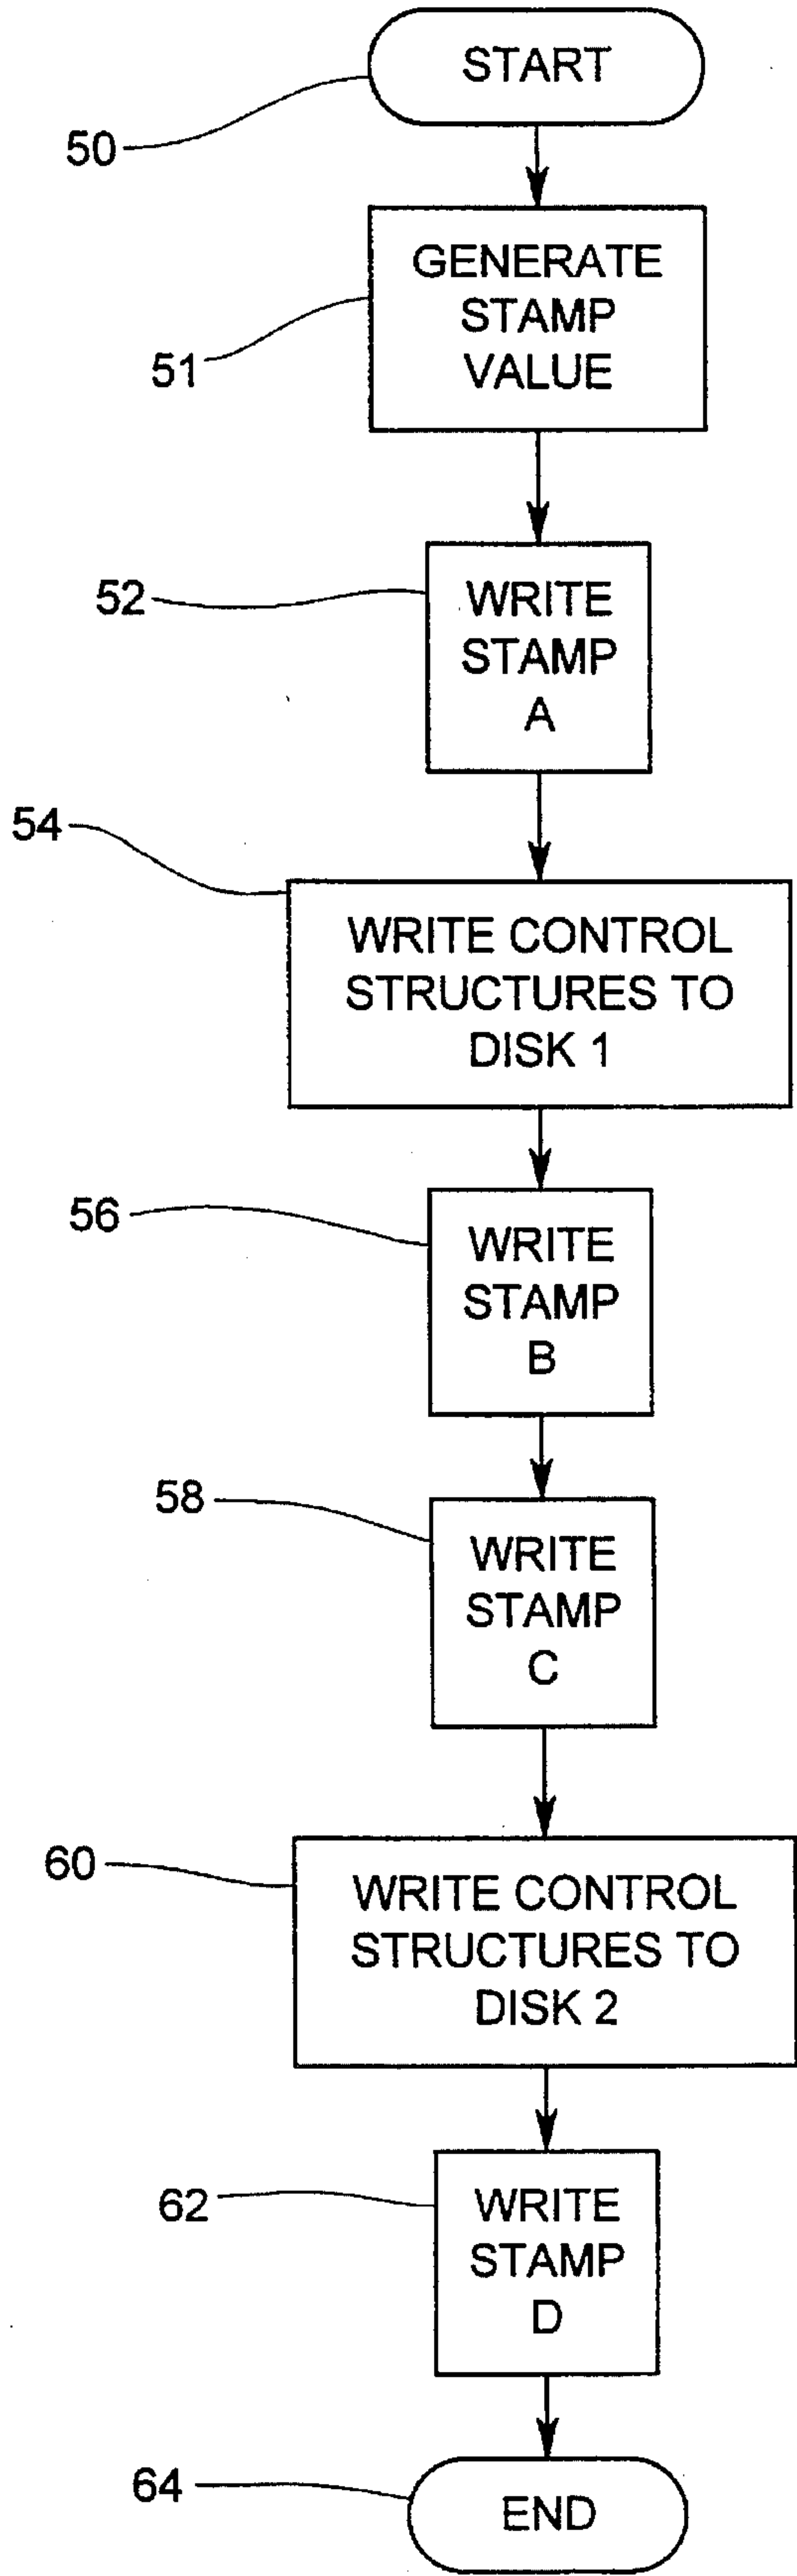 START
50
GENERATE
STAMP
VALUE
51
52
WRITE
STAMP
A
54
WRITE CONTROL
STRUCTURES TO
DISK 1
56
WRITE
STAMP
B
58
WRITE
STAMP
C
60
WRITE CONTROL
STRUCTURES TO
DISK 2
62
WRITE
STAMP
D
64
END